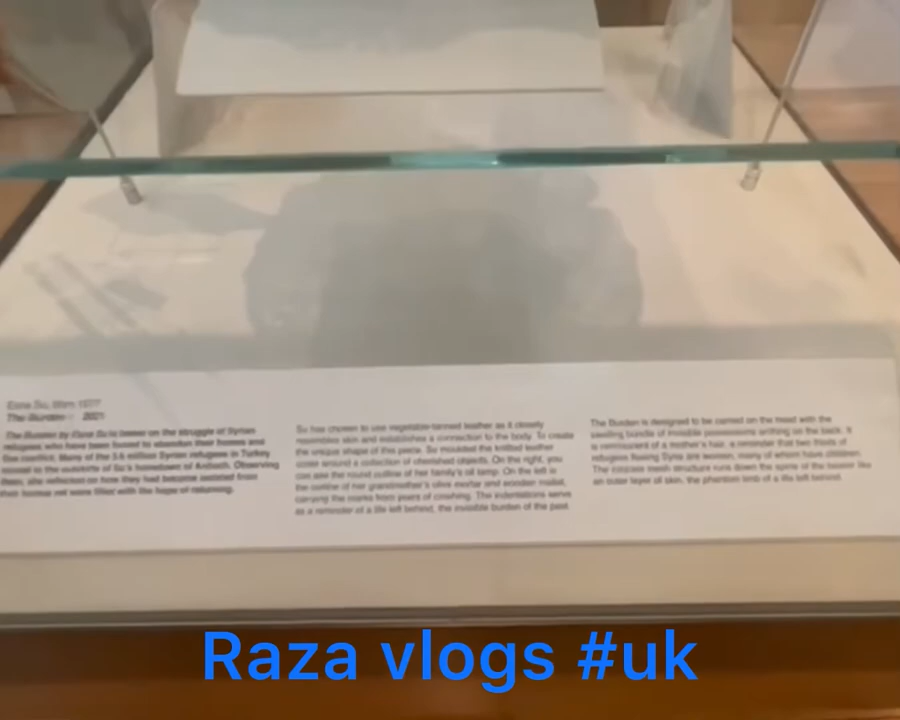 The Burden 2021
The Burden by Esna Su is based on the struggle of Syrian
refugees who have been forced to abandon their homes and
flee conflict. Many of the 3.6 million Syrian refugees in Turkey
moved to the outskirts of Su's hometown of Antioch. Observing
them, she reflected on how they had become
their homes yet were filled with the hope of returning.
Su has chosen to use vegetable-tanned leather as it closely
resembles skin and establishes a connection to the body. To create
the unique shape of this piece, Su moulded the knitted leather
around a collection of cherished objects. On the right, you
can see the round outline of her family's oil lamp. On the left is
the outline of her grandmother's olive mortar and wooden mallet,
carrying the marks from years of crushing. The indentations serve
as a reminder of a life left behind, the invisible burden of the past.
The Burden is designed to be carried on the head with the
swelling bundle of invisible possessions arching on the back. It
is reminiscent of a mother's hair, a reminder that two thirds of
refugees fleeing Syria are women, many of whom have children.
The mesh structure runs down the spine of the wearer like
an outer layer of skin, the phantom limb of a life left behind.
Raza vlogs #uk